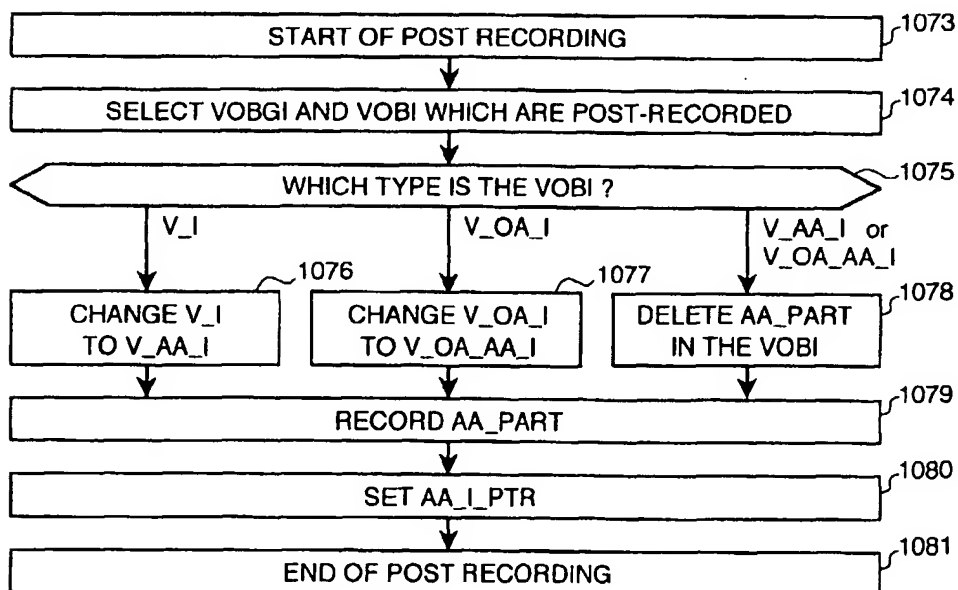 START OF POST RECORDING
1073
SELECT VOBGI AND VOBI WHICH ARE POST-RECORDED
1074
WHICH TYPE IS THE VOBI ?
1075
V_I
V_OA_I
V_AA_I or
V_OA_AA_I
1076
CHANGE V_I
TO V_AA_I
1077
CHANGE V_OA_I
TO V_OA_AA_I
1078
DELETE AA_PART
IN THE VOBI
RECORD AA_PART
1079
SET AA_I_PTR
1080
END OF POST RECORDING
1081